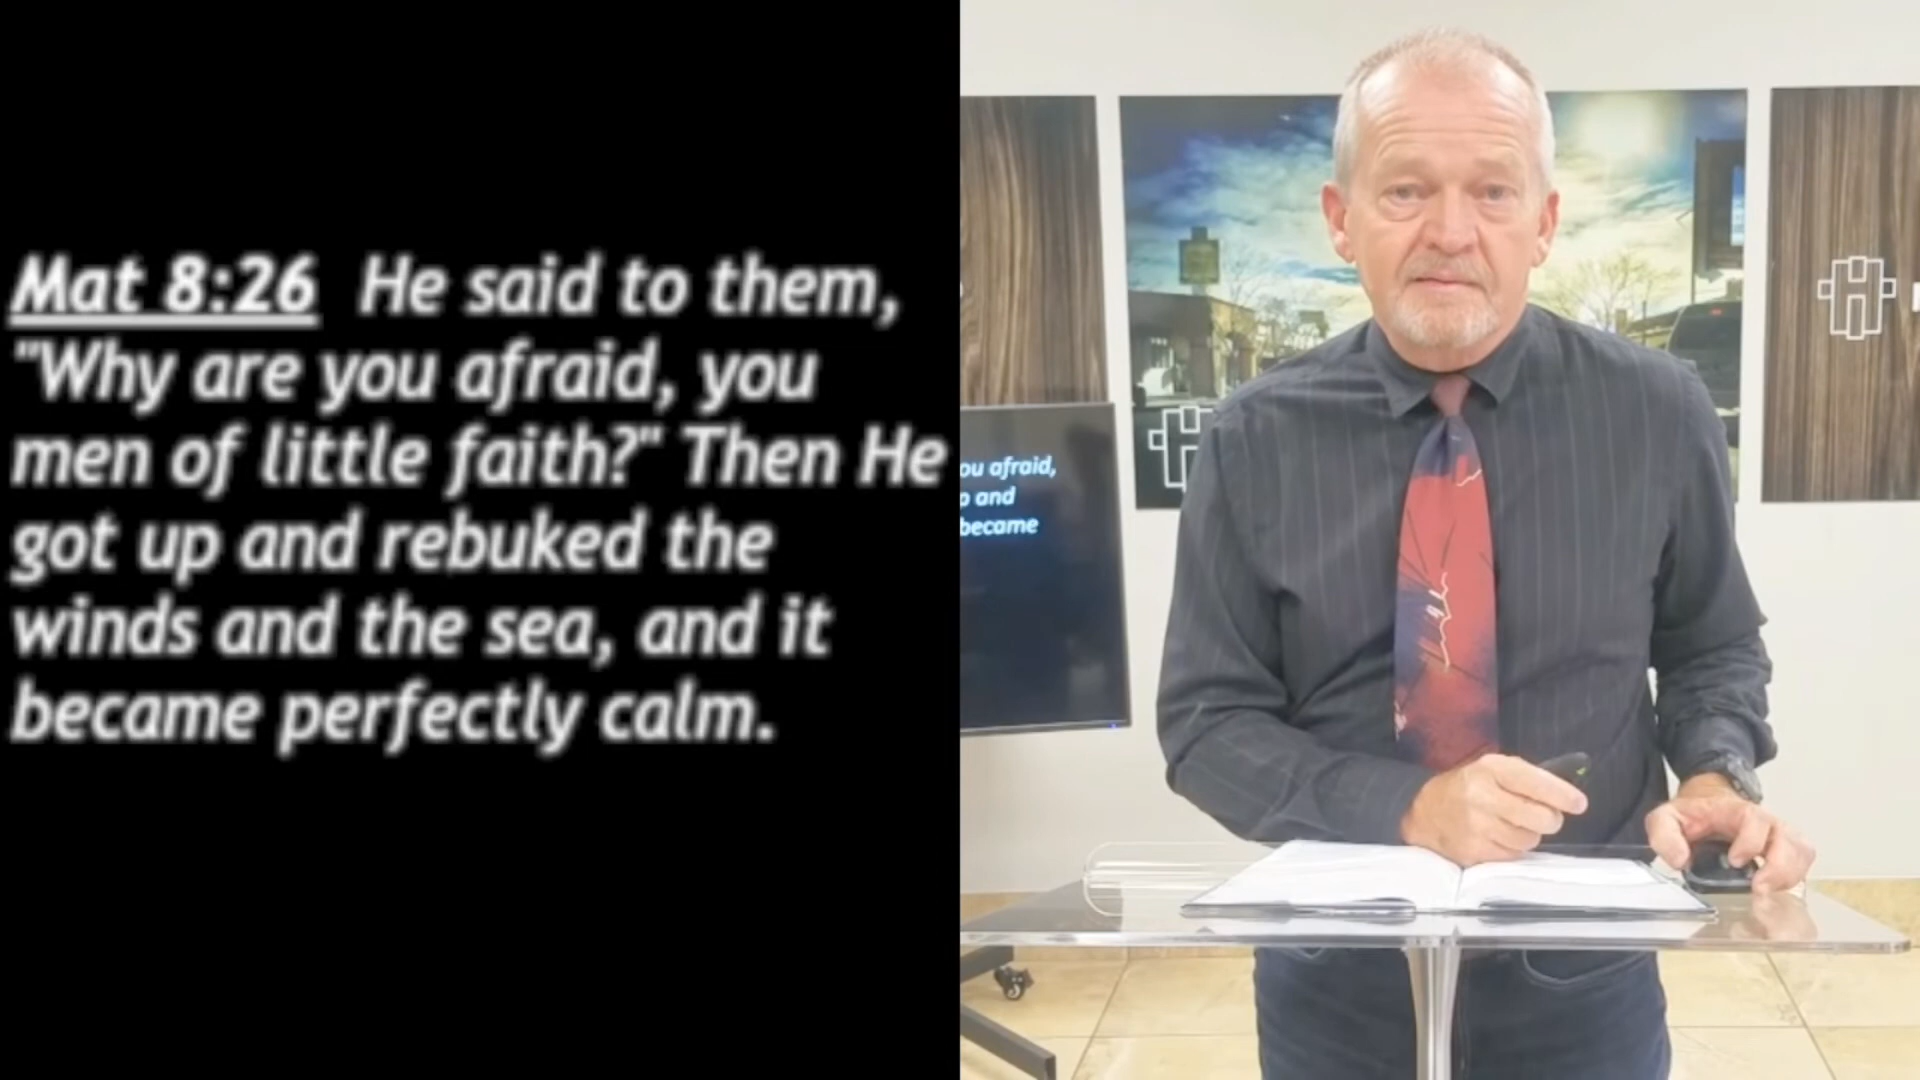 Mat 8:26 He said to them,
"Why are you afraid, you
men of little faith?" Then He
got up and rebuked the
winds and the sea, and it
became perfectly calm.
ou afraid,
p and
became